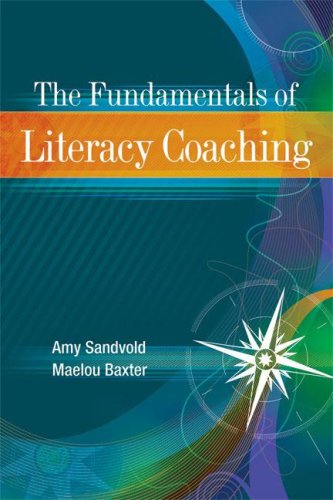 The Fundamentals of
Literacy Coaching
Amy Sandvold
Maelou Baxter